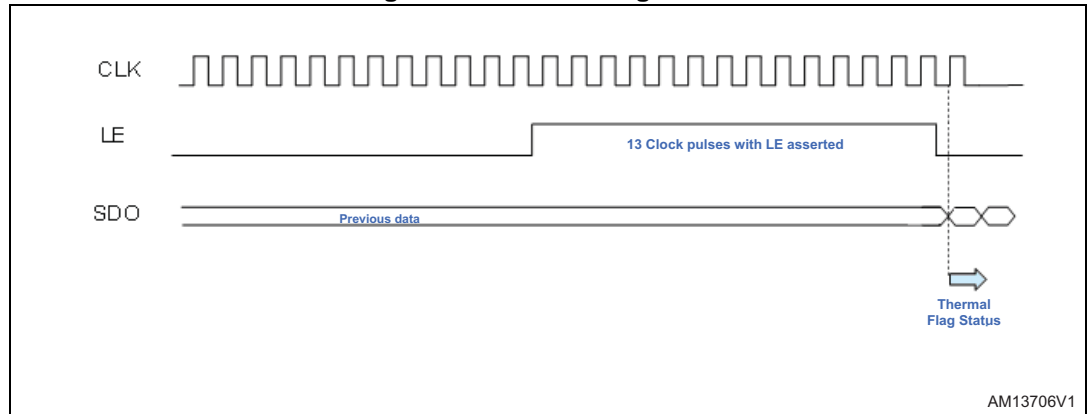 CLK
LE
13 Clock pulses with LE asserted
SDO
Previous data
Thermal
Flag Status
AM13706V1